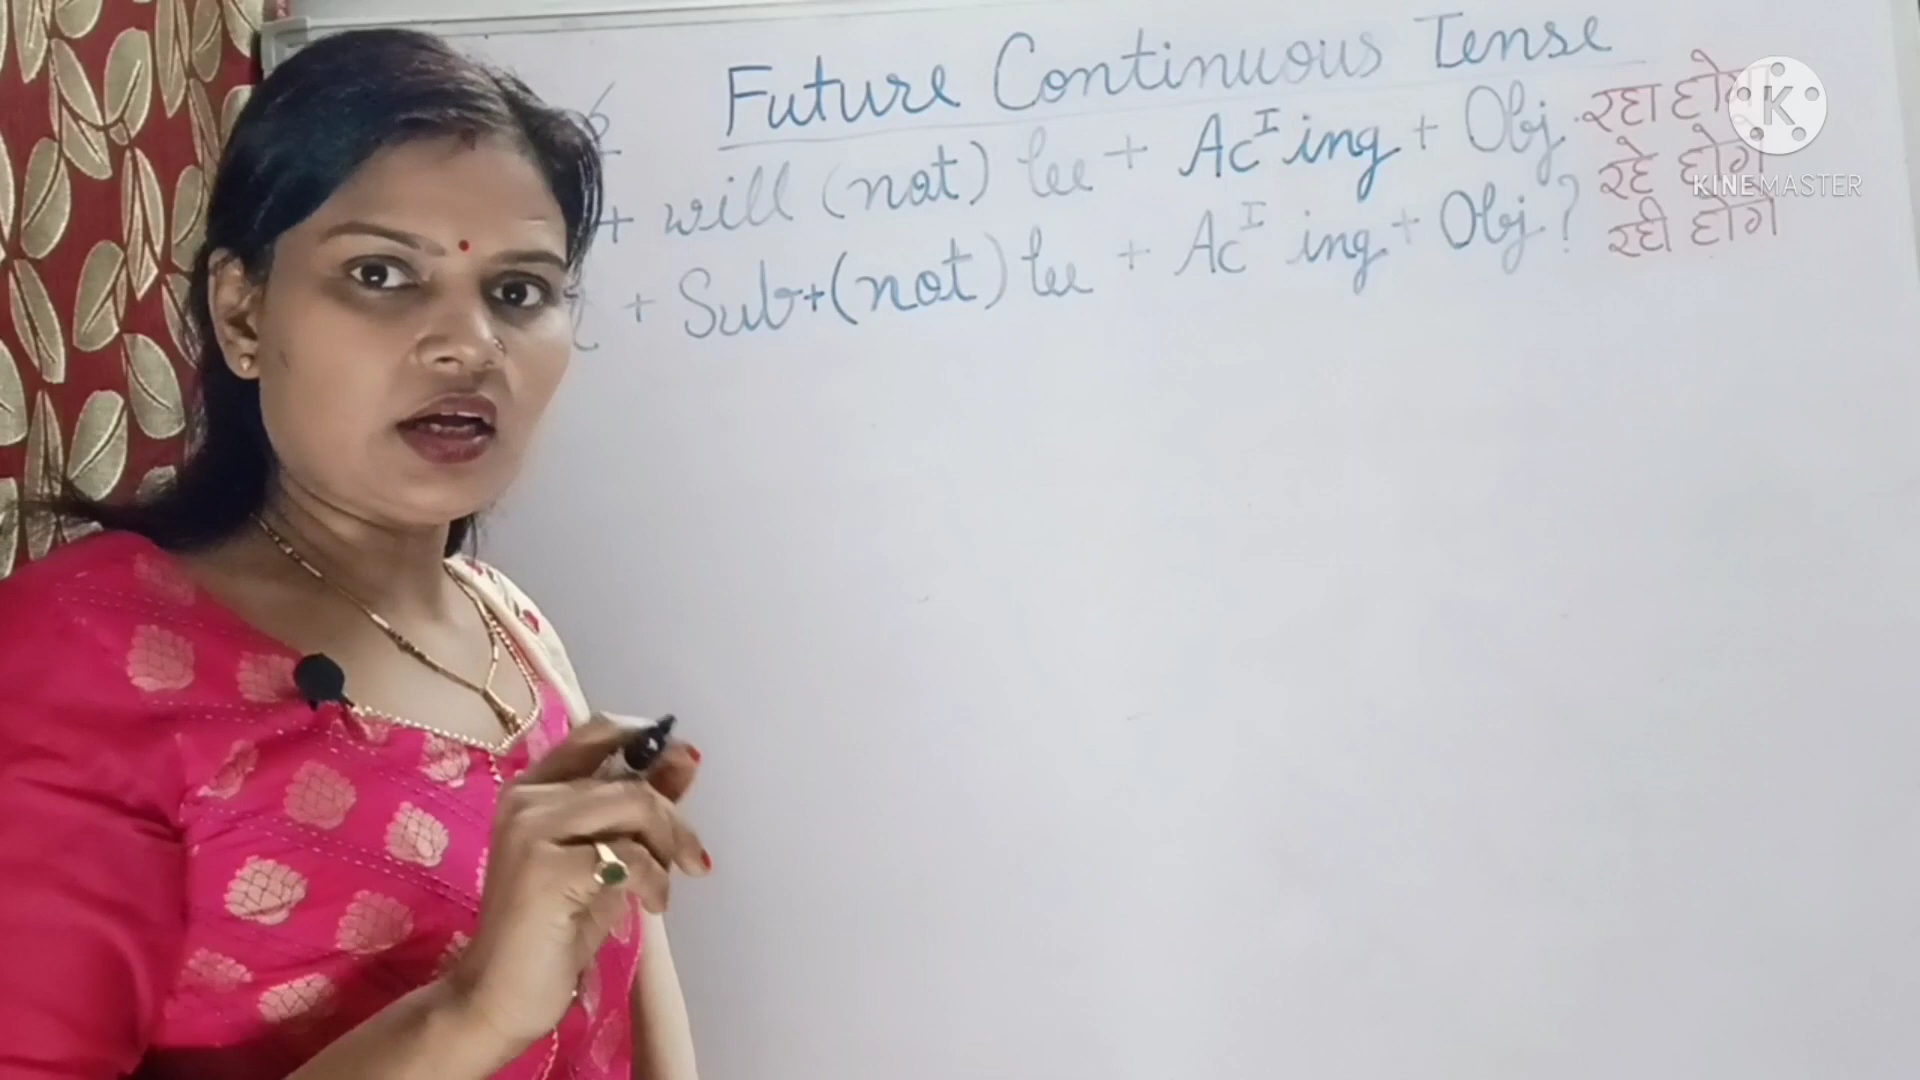 6 Future Continuous Tense
+ will (not) be + Ac I ing + Obj. रहा होगा
रहे होंगे
+ Sub+(not) be + Ac I ing + Obj? रही होगी
K
KINEMASTER